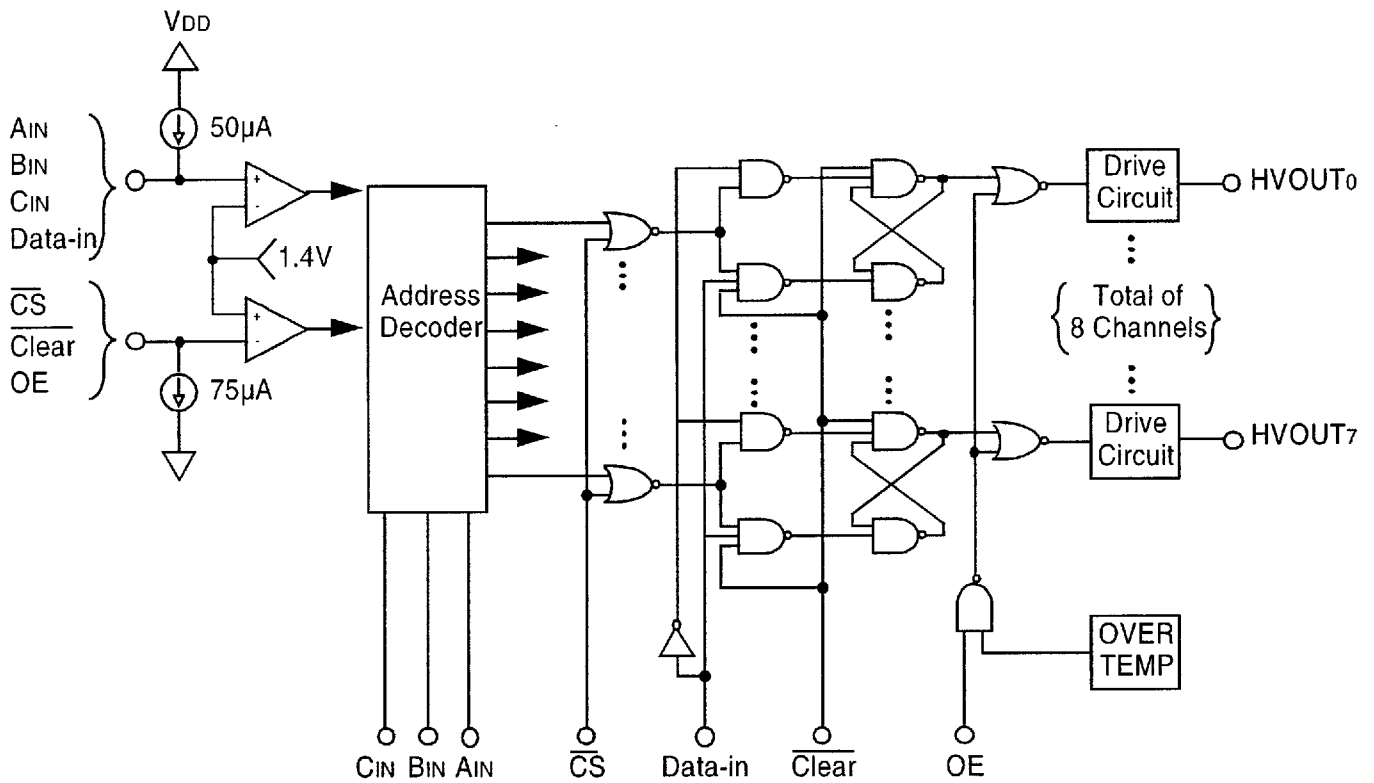 VDD
50µA
AIN
BIN
CIN
Data-in
1.4V
CS
Clear
OE
75µA
Address
Decoder
Drive
Circuit
HVOUT0
Total of
8 Channels
Drive
Circuit
HVOUT7
OVER
TEMP
CIN BIN AIN CS Data-in Clear OE